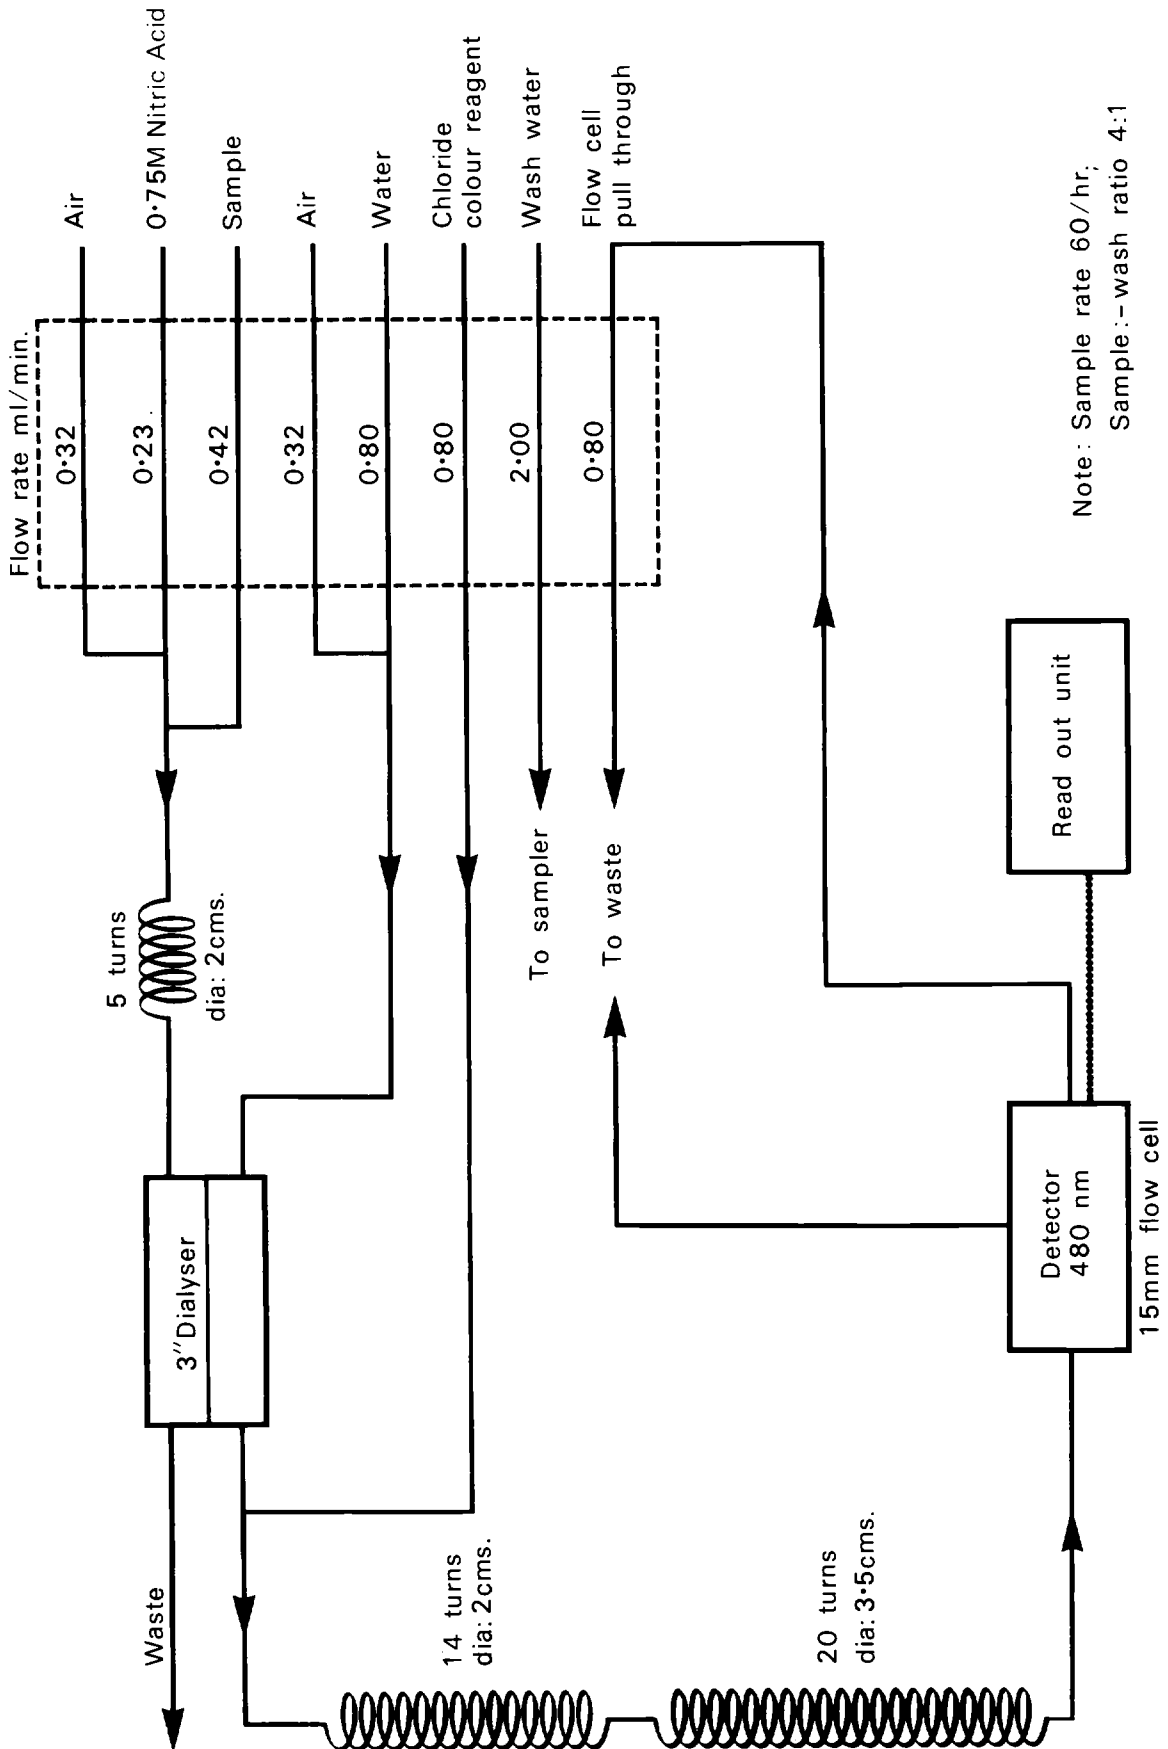 Flow rate ml/min.
0·32
Air
0·23
0·75M Nitric Acid
0·42
Sample
0·32
Air
0·80
Water
0·80
Chloride
colour reagent
2·00
Wash water
0·80
Flow cell
pull through
5 turns
dia: 2cms.
3″Dialyser
Waste
To sampler
To waste
14 turns
dia: 2cms.
20 turns
dia: 3·5cms.
Detector
480 nm
15mm flow cell
Read out unit
Note: Sample rate 60/hr;
Sample:-wash ratio 4:1